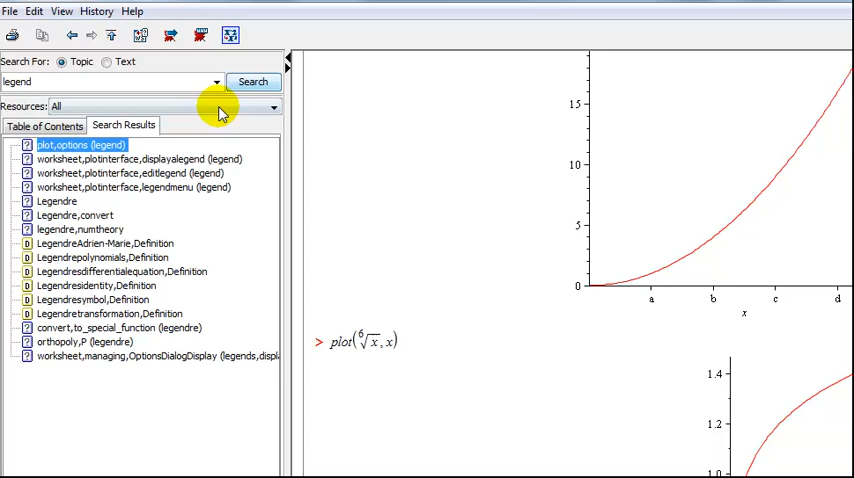 File Edit View History Help
Search For: Topic Text
legend Search
Resources: All
Table of Contents Search Results
plot,options (legend)
worksheet,plotinterface,displayalegend (legend)
worksheet,plotinterface,editlegend (legend)
worksheet,plotinterface,legendmenu (legend)
Legendre
Legendre,convert
legendre,numtheory
LegendreAdrien-Marie,Definition
Legendrepolynomials,Definition
Legendresdifferentialequation,Definition
Legendresidentity,Definition
Legendresymbol,Definition
Legendretransformation,Definition
convert,to_special_function (legendre)
orthopoly,P (legendre)
worksheet,managing,OptionsDialogDisplay (legends,displ
15
10
5
0
a b c d
x
> plot(⁶√x, x)
1.4
1.2
1.0